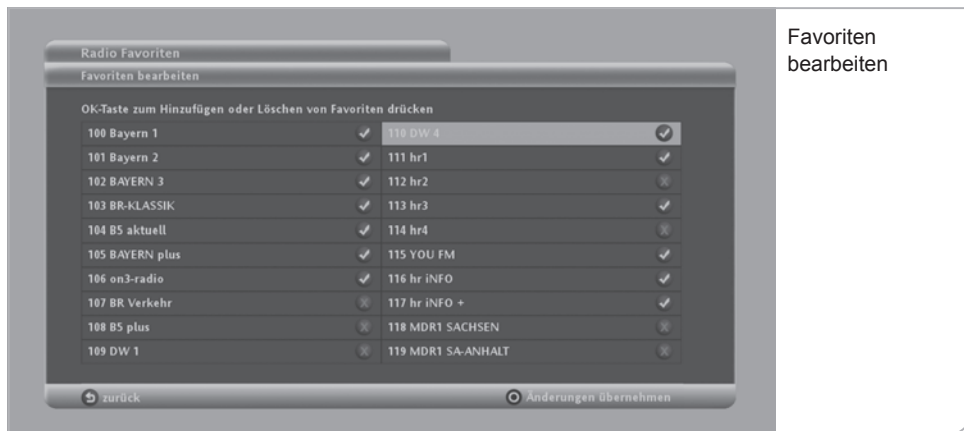 Radio Favoriten
Favoriten bearbeiten
OK-Taste zum Hinzufügen oder Löschen von Favoriten drücken
100 Bayern 1
101 Bayern 2
102 BAYERN 3
103 BR-KLASSIK
104 B5 aktuell
105 BAYERN plus
106 on3-radio
107 BR Verkehr
108 B5 plus
109 DW 1
110 DW 4
111 hr1
112 hr2
113 hr3
114 hr4
115 YOU FM
116 hr iNFO
117 hr iNFO +
118 MDR1 SACHSEN
119 MDR1 SA-ANHALT
zurück
Änderungen übernehmen
Favoriten
bearbeiten